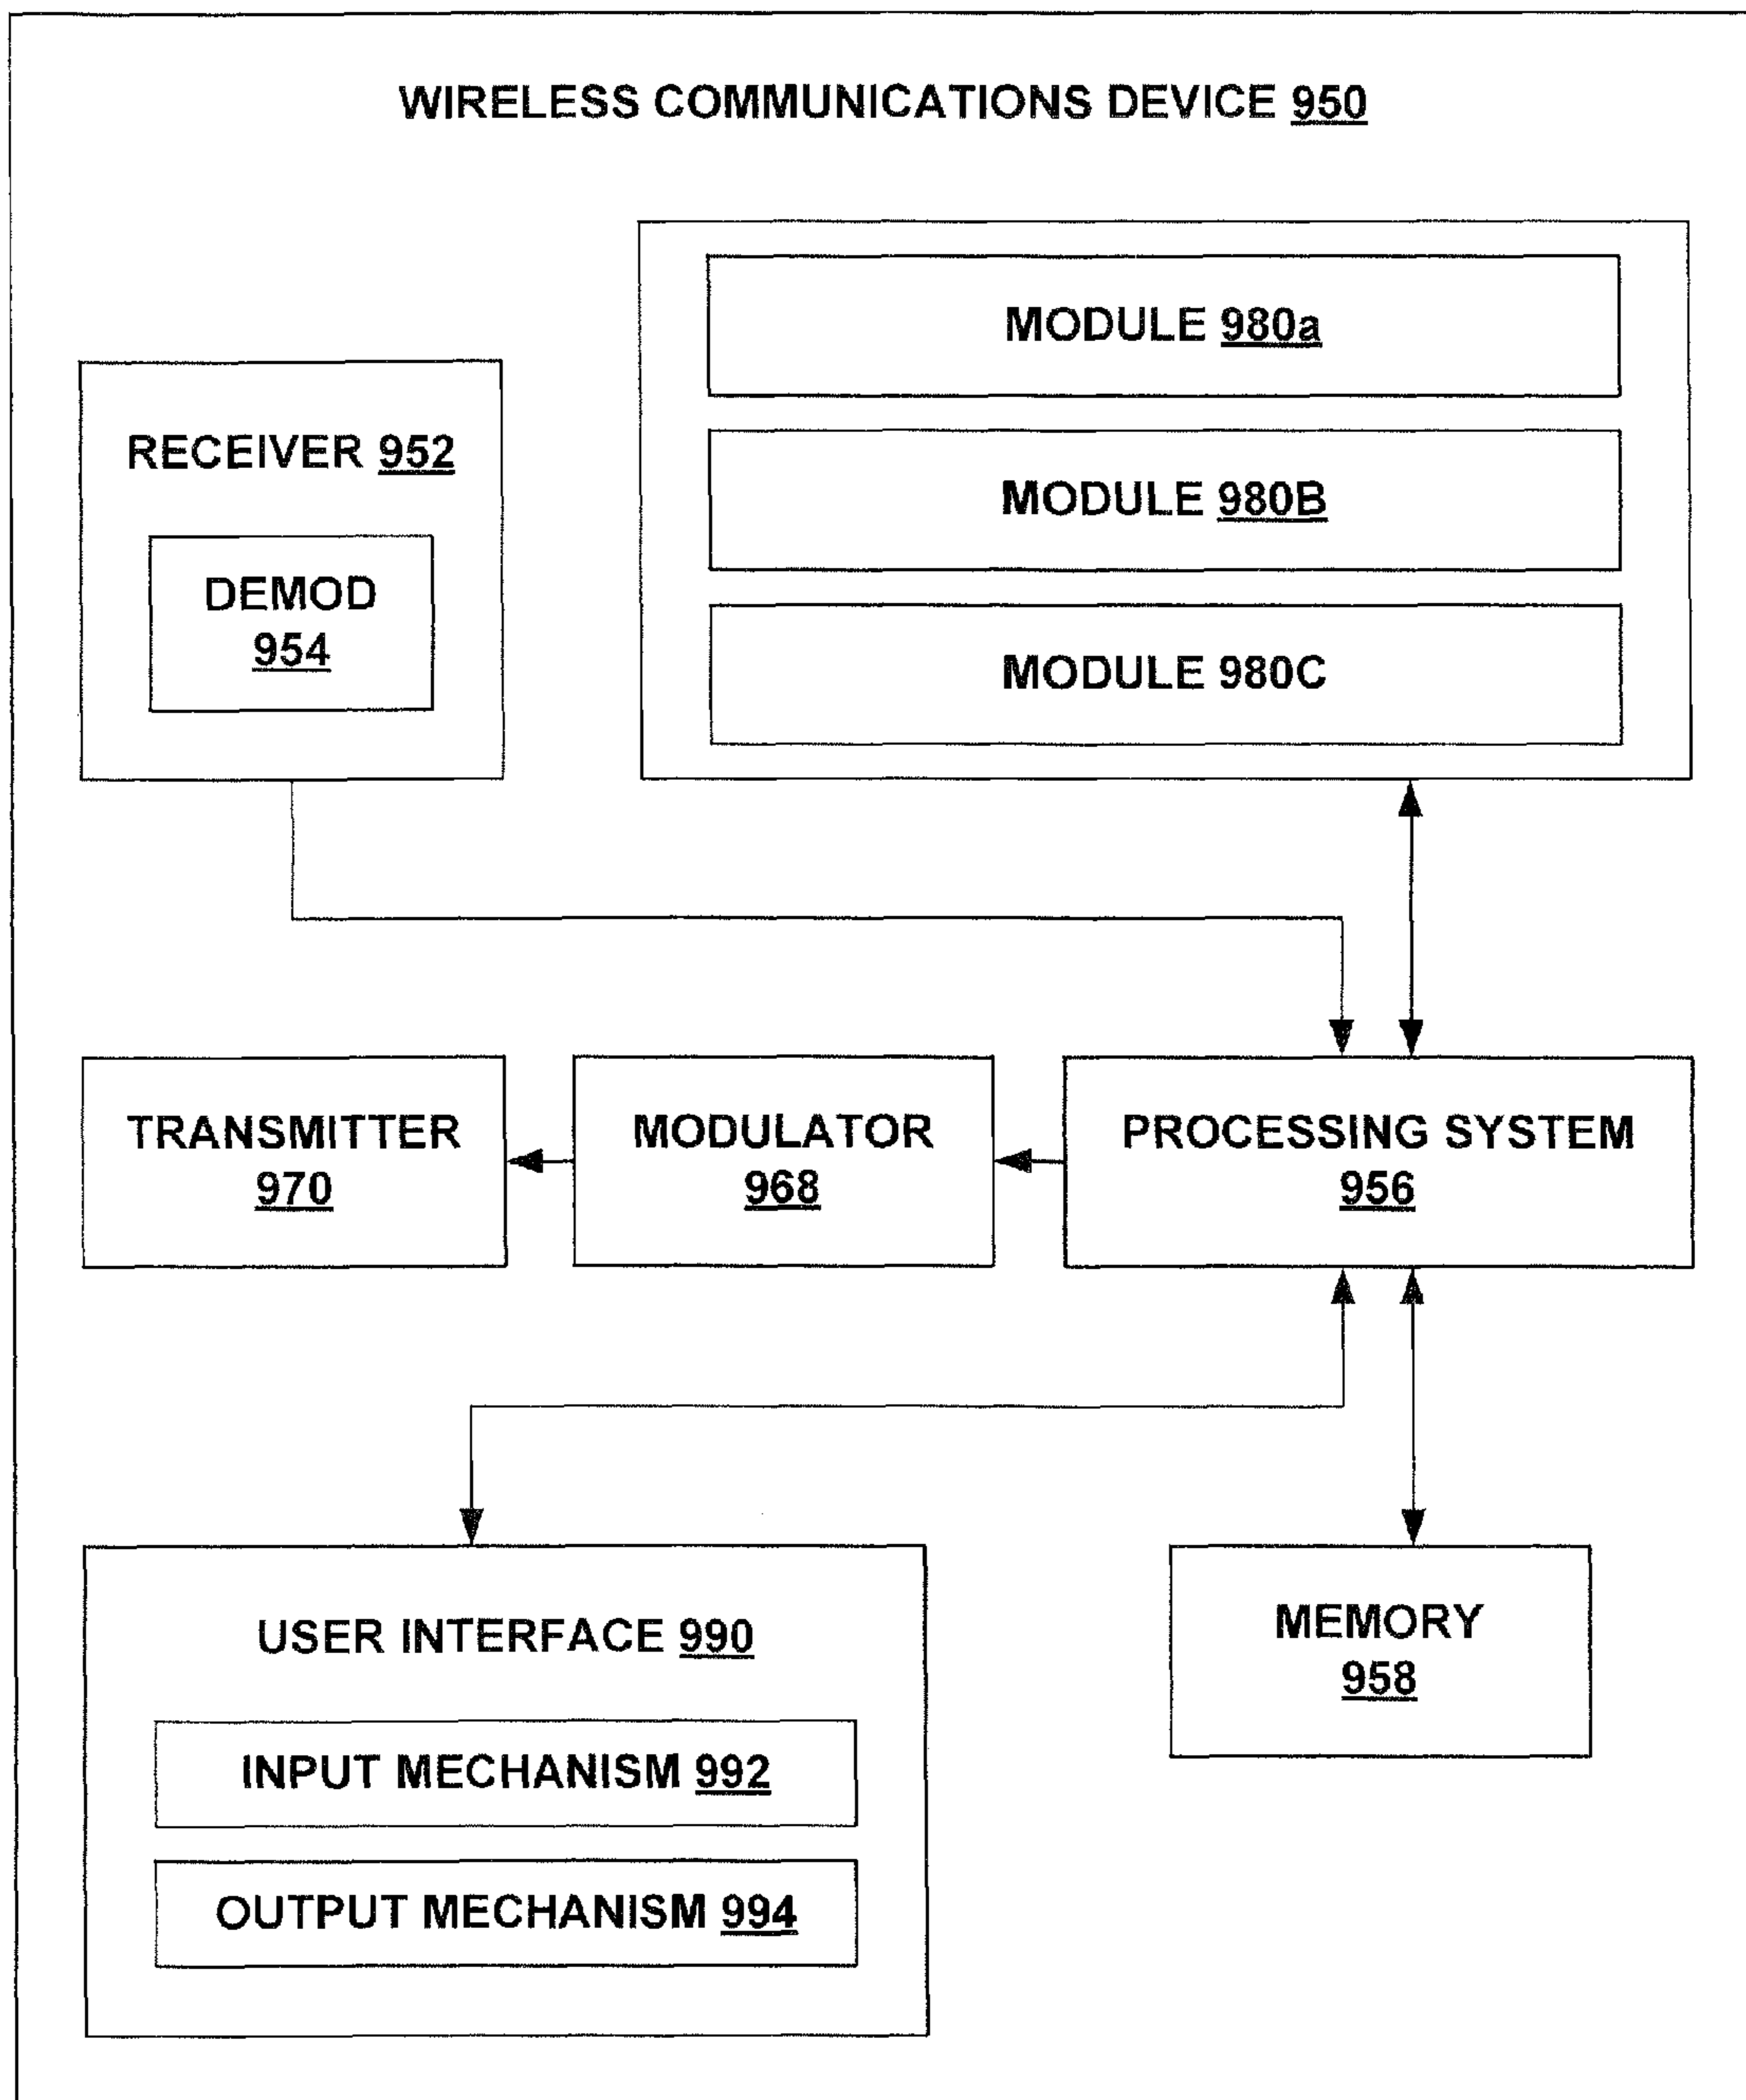 WIRELESS COMMUNICATIONS DEVICE 950
MODULE 980a
RECEIVER 952
MODULE 980B
DEMOD
954
MODULE 980C
TRANSMITTER
970
MODULATOR
968
PROCESSING SYSTEM
956
USER INTERFACE 990
INPUT MECHANISM 992
OUTPUT MECHANISM 994
MEMORY
958